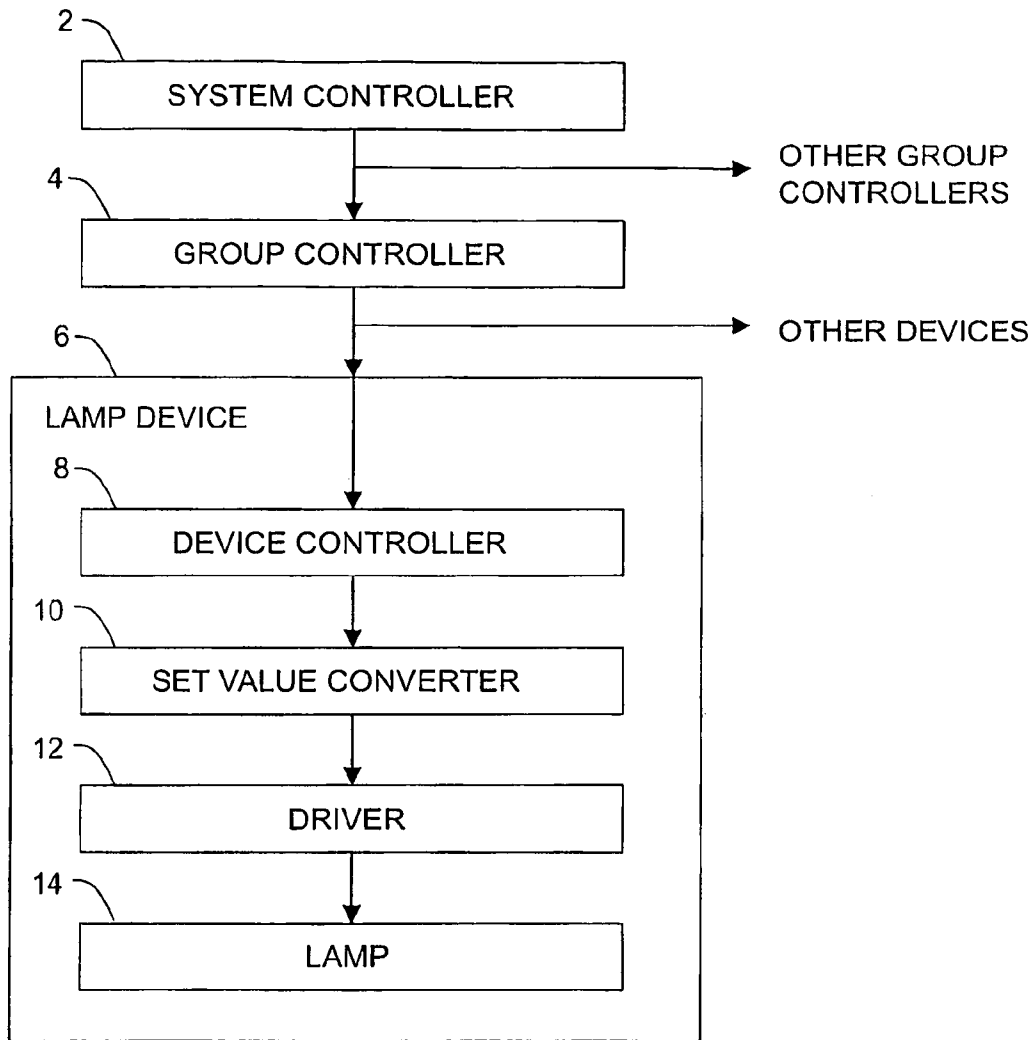 2
SYSTEM CONTROLLER
OTHER GROUP
CONTROLLERS
4
GROUP CONTROLLER
OTHER DEVICES
6
LAMP DEVICE
8
DEVICE CONTROLLER
10
SET VALUE CONVERTER
12
DRIVER
14
LAMP